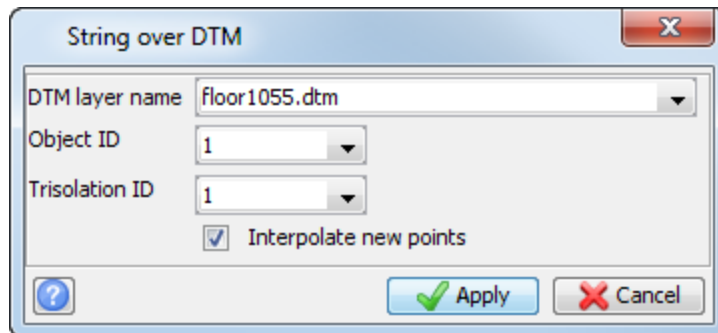 String over DTM
DTM layer name floor1055.dtm
Object ID 1
Trisolation ID 1
Interpolate new points
? Apply Cancel